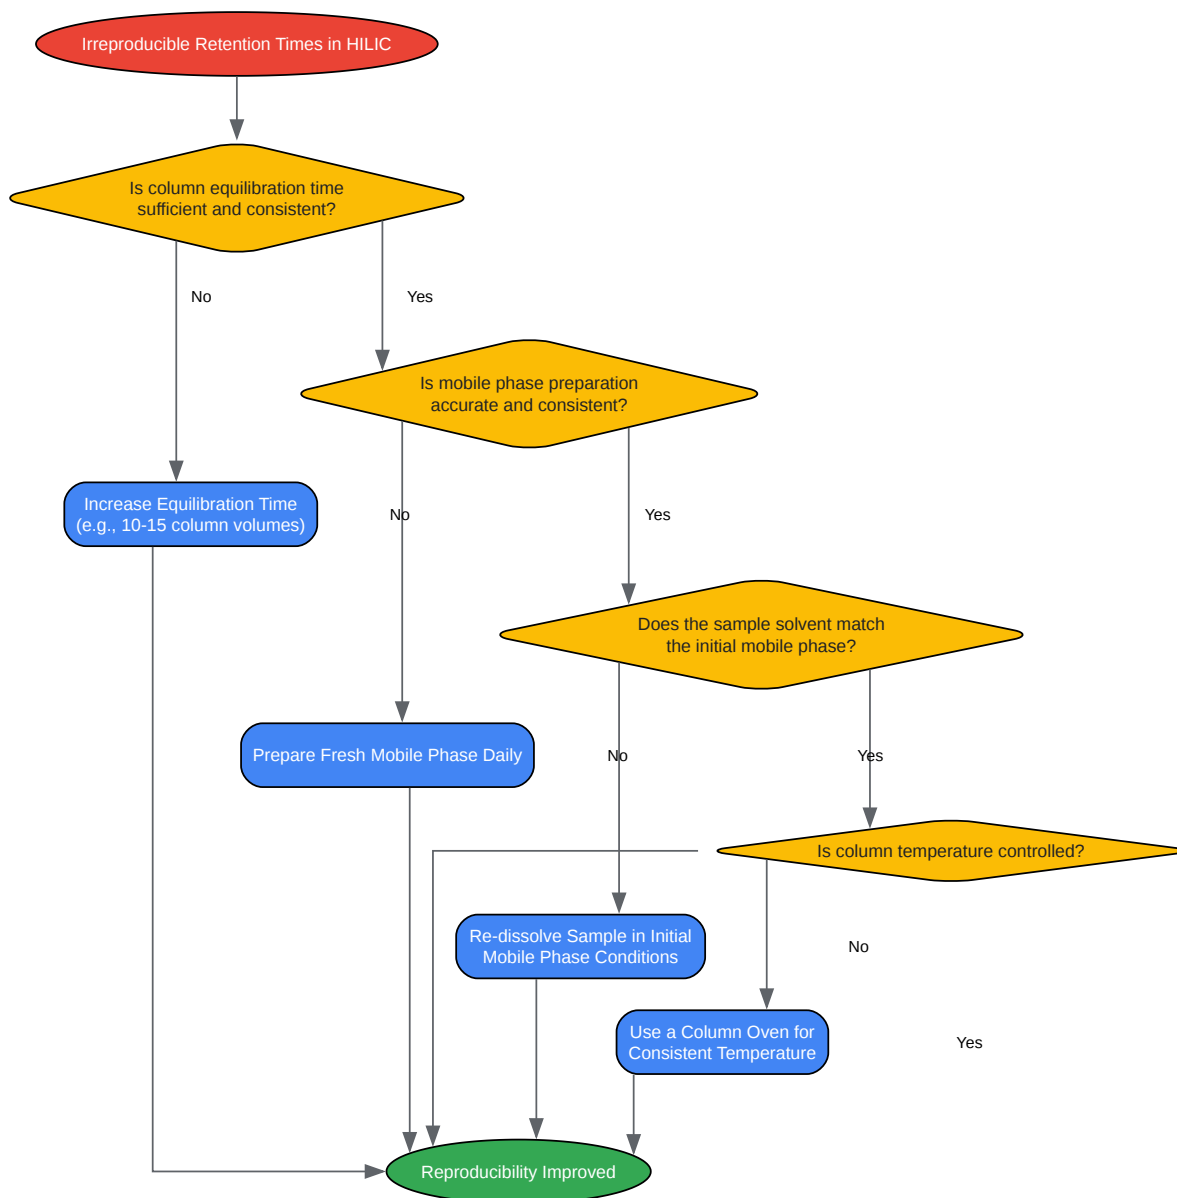 Irreproducible Retention Times in HILIC
Is column equilibration time
sufficient and consistent?
No
Yes
Is mobile phase preparation
accurate and consistent?
Increase Equilibration Time
(e.g., 10-15 column volumes)
No
Yes
Does the sample solvent match
the initial mobile phase?
Prepare Fresh Mobile Phase Daily
No
Yes
Is column temperature controlled?
Re-dissolve Sample in Initial
Mobile Phase Conditions
No
Use a Column Oven for
Consistent Temperature
Yes
Reproducibility Improved